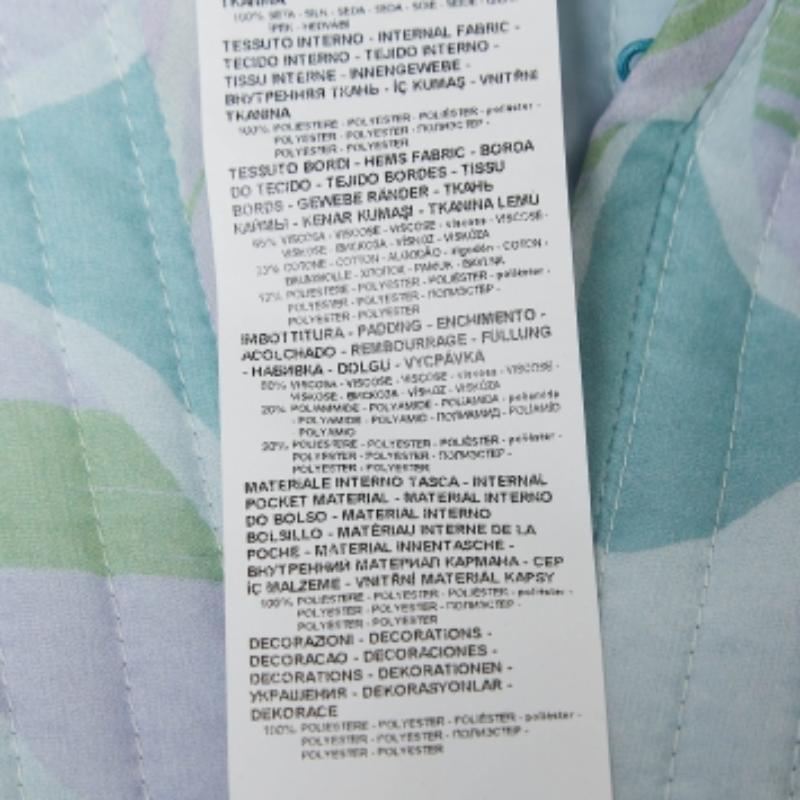 TKANINA
100% SETA - SILK - SEDA - SEDA - SOIE - SEIDE -
İPEK - HEDVÁBÍ
TESSUTO INTERNO - INTERNAL FABRIC -
TECIDO INTERNO - TEJIDO INTERNO -
TISSU INTERNE - INNENGEWEBE -
ВНУТРЕННЯЯ ТКАНЬ - İÇ KUMAŞ - VNITŘNÍ
TKANINA
100% POLIESTERE - POLYESTER - POLIÉSTER - poliéster -
POLYESTER - POLYESTER - ПОЛИЭСТЕР -
POLYESTER - POLYESTER
TESSUTO BORDI - HEMS FABRIC - BORDA
DO TECIDO - TEJIDO BORDES - TISSU
BORDS - GEWEBE RÄNDER - ТКАНЬ
КАЙМЫ - KENAR KUMAŞI - TKANINA LEMU
VISCOSA - VISCOSE - VISCOSE - viscosa - VISCOSE -
VISKOSE - ВИСКОЗА - VİSKOZ - VISKÓZA
COTONE - COTTON - ALGODÃO - algodón - COTON -
BAUMWOLLE - ХЛОПОК - PAMUK - BAVLNA
12% POLIESTERE - POLYESTER - POLIÉSTER - poliéster -
POLYESTER - POLYESTER - ПОЛИЭСТЕР -
POLYESTER - POLYESTER
IMBOTTITURA - PADDING - ENCHIMENTO -
ACOLCHADO - REMBOURRAGE - FÜLLUNG
- НАБИВКА - DOLGU - VYCPÁVKA
VISCOSA - VISCOSE - VISCOSE - viscosa - VISCOSE -
VISKOSE - ВИСКОЗА - VİSKOZ - VISKÓZA
20% POLIAMMIDE - POLYAMIDE - POLIAMIDA - poliamida
- POLYAMIDE - POLYAMID - ПОЛИАМИД - POLİAMİD
- POLYAMID
POLIESTERE - POLYESTER - POLIÉSTER - poliéster -
POLYESTER - POLYESTER - ПОЛИЭСТЕР -
POLYESTER - POLYESTER
MATERIALE INTERNO TASCA - INTERNAL
POCKET MATERIAL - MATERIAL INTERNO
DO BOLSO - MATERIAL INTERNO
BOLSILLO - MATÉRIAU INTERNE DE LA
POCHE - MATERIAL INNENTASCHE -
ВНУТРЕННИЙ МАТЕРИАЛ КАРМАНА - CEP
İÇ MALZEME - VNITŘNÍ MATERIAL KAPSY
100% POLIESTERE - POLYESTER - POLIÉSTER - poliéster -
POLYESTER - POLYESTER - ПОЛИЭСТЕР -
POLYESTER - POLYESTER
DECORAZIONI - DECORATIONS -
DECORACAO - DECORACIONES -
DECORATIONS - DEKORATIONEN -
УКРАШЕНИЯ - DEKORASYONLAR -
DEKORACE
100% POLIESTERE - POLYESTER - POLIÉSTER - poliéster -
POLYESTER - POLYESTER - ПОЛИЭСТЕР -
POLYESTER - POLYESTER